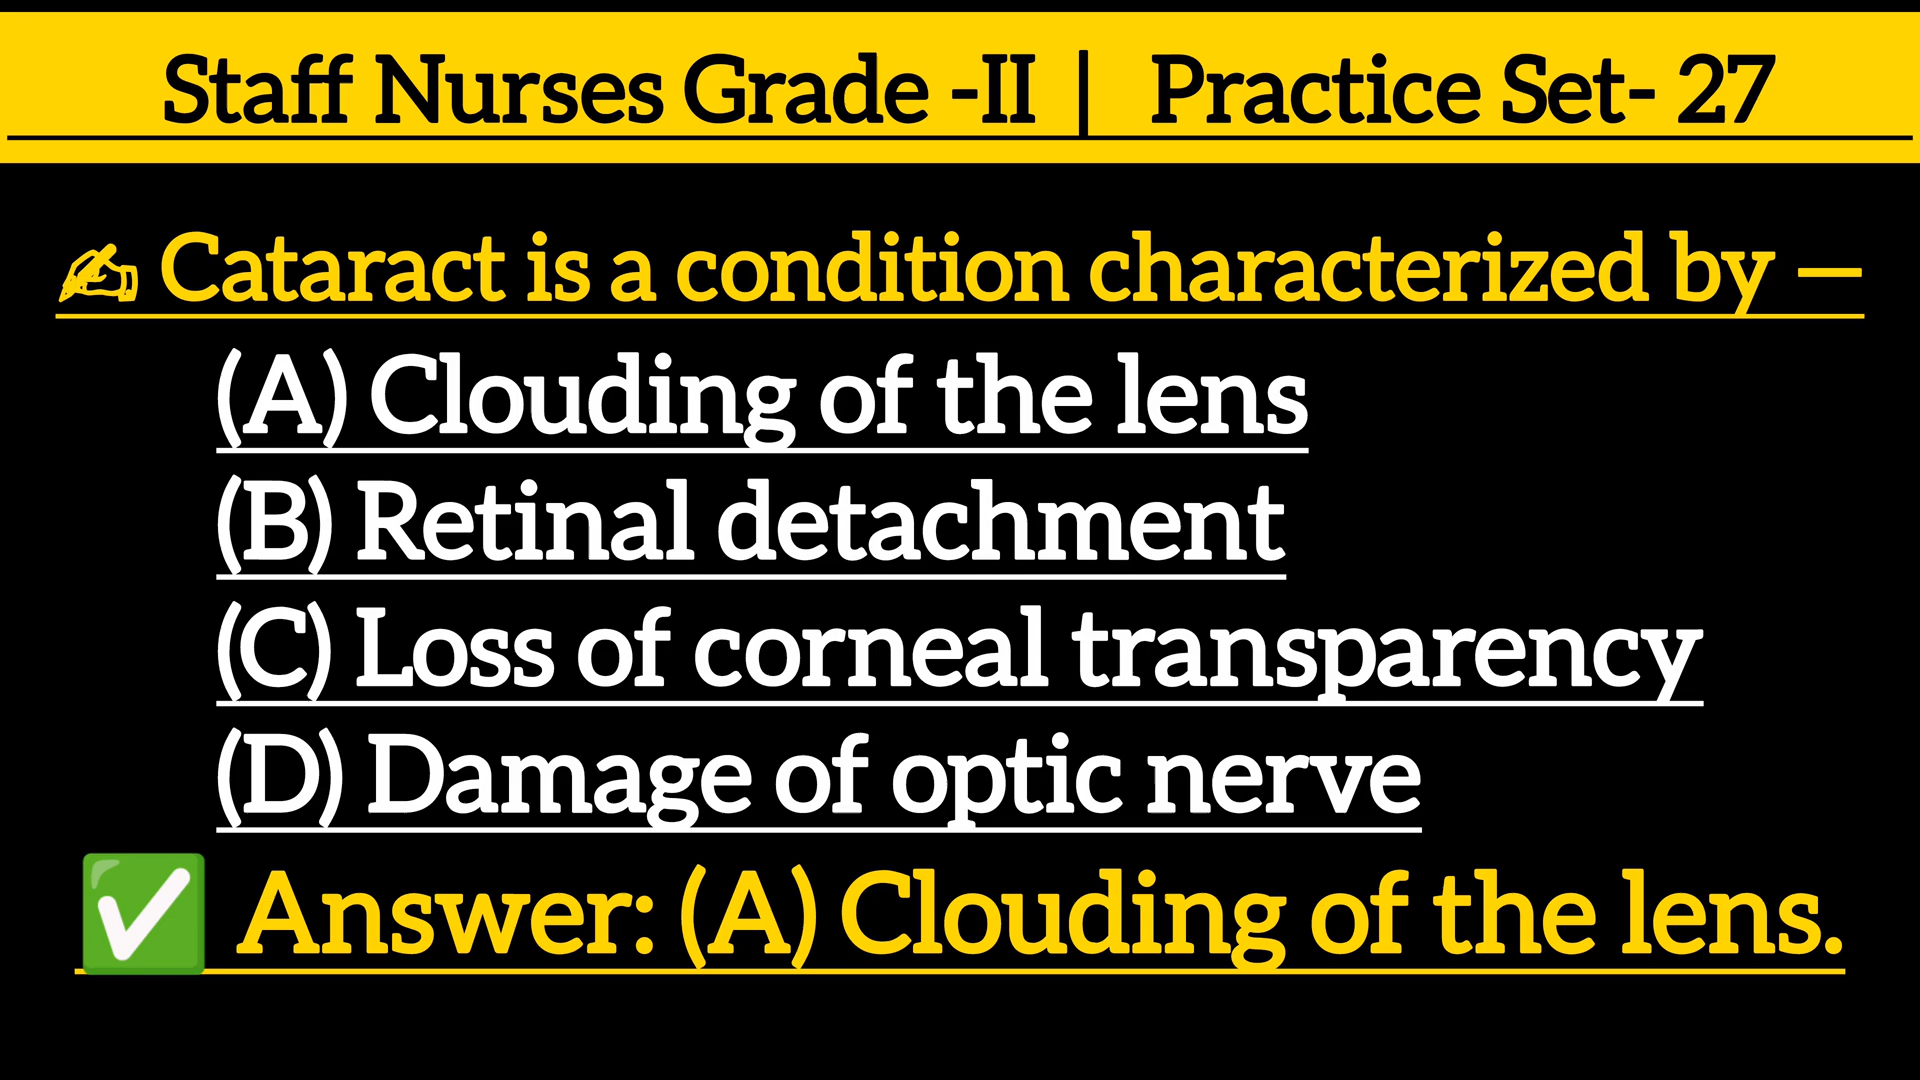 Staff Nurses Grade -II | Practice Set- 27
✍ Cataract is a condition characterized by —
(A) Clouding of the lens
(B) Retinal detachment
(C) Loss of corneal transparency
(D) Damage of optic nerve
✅ Answer: (A) Clouding of the lens.